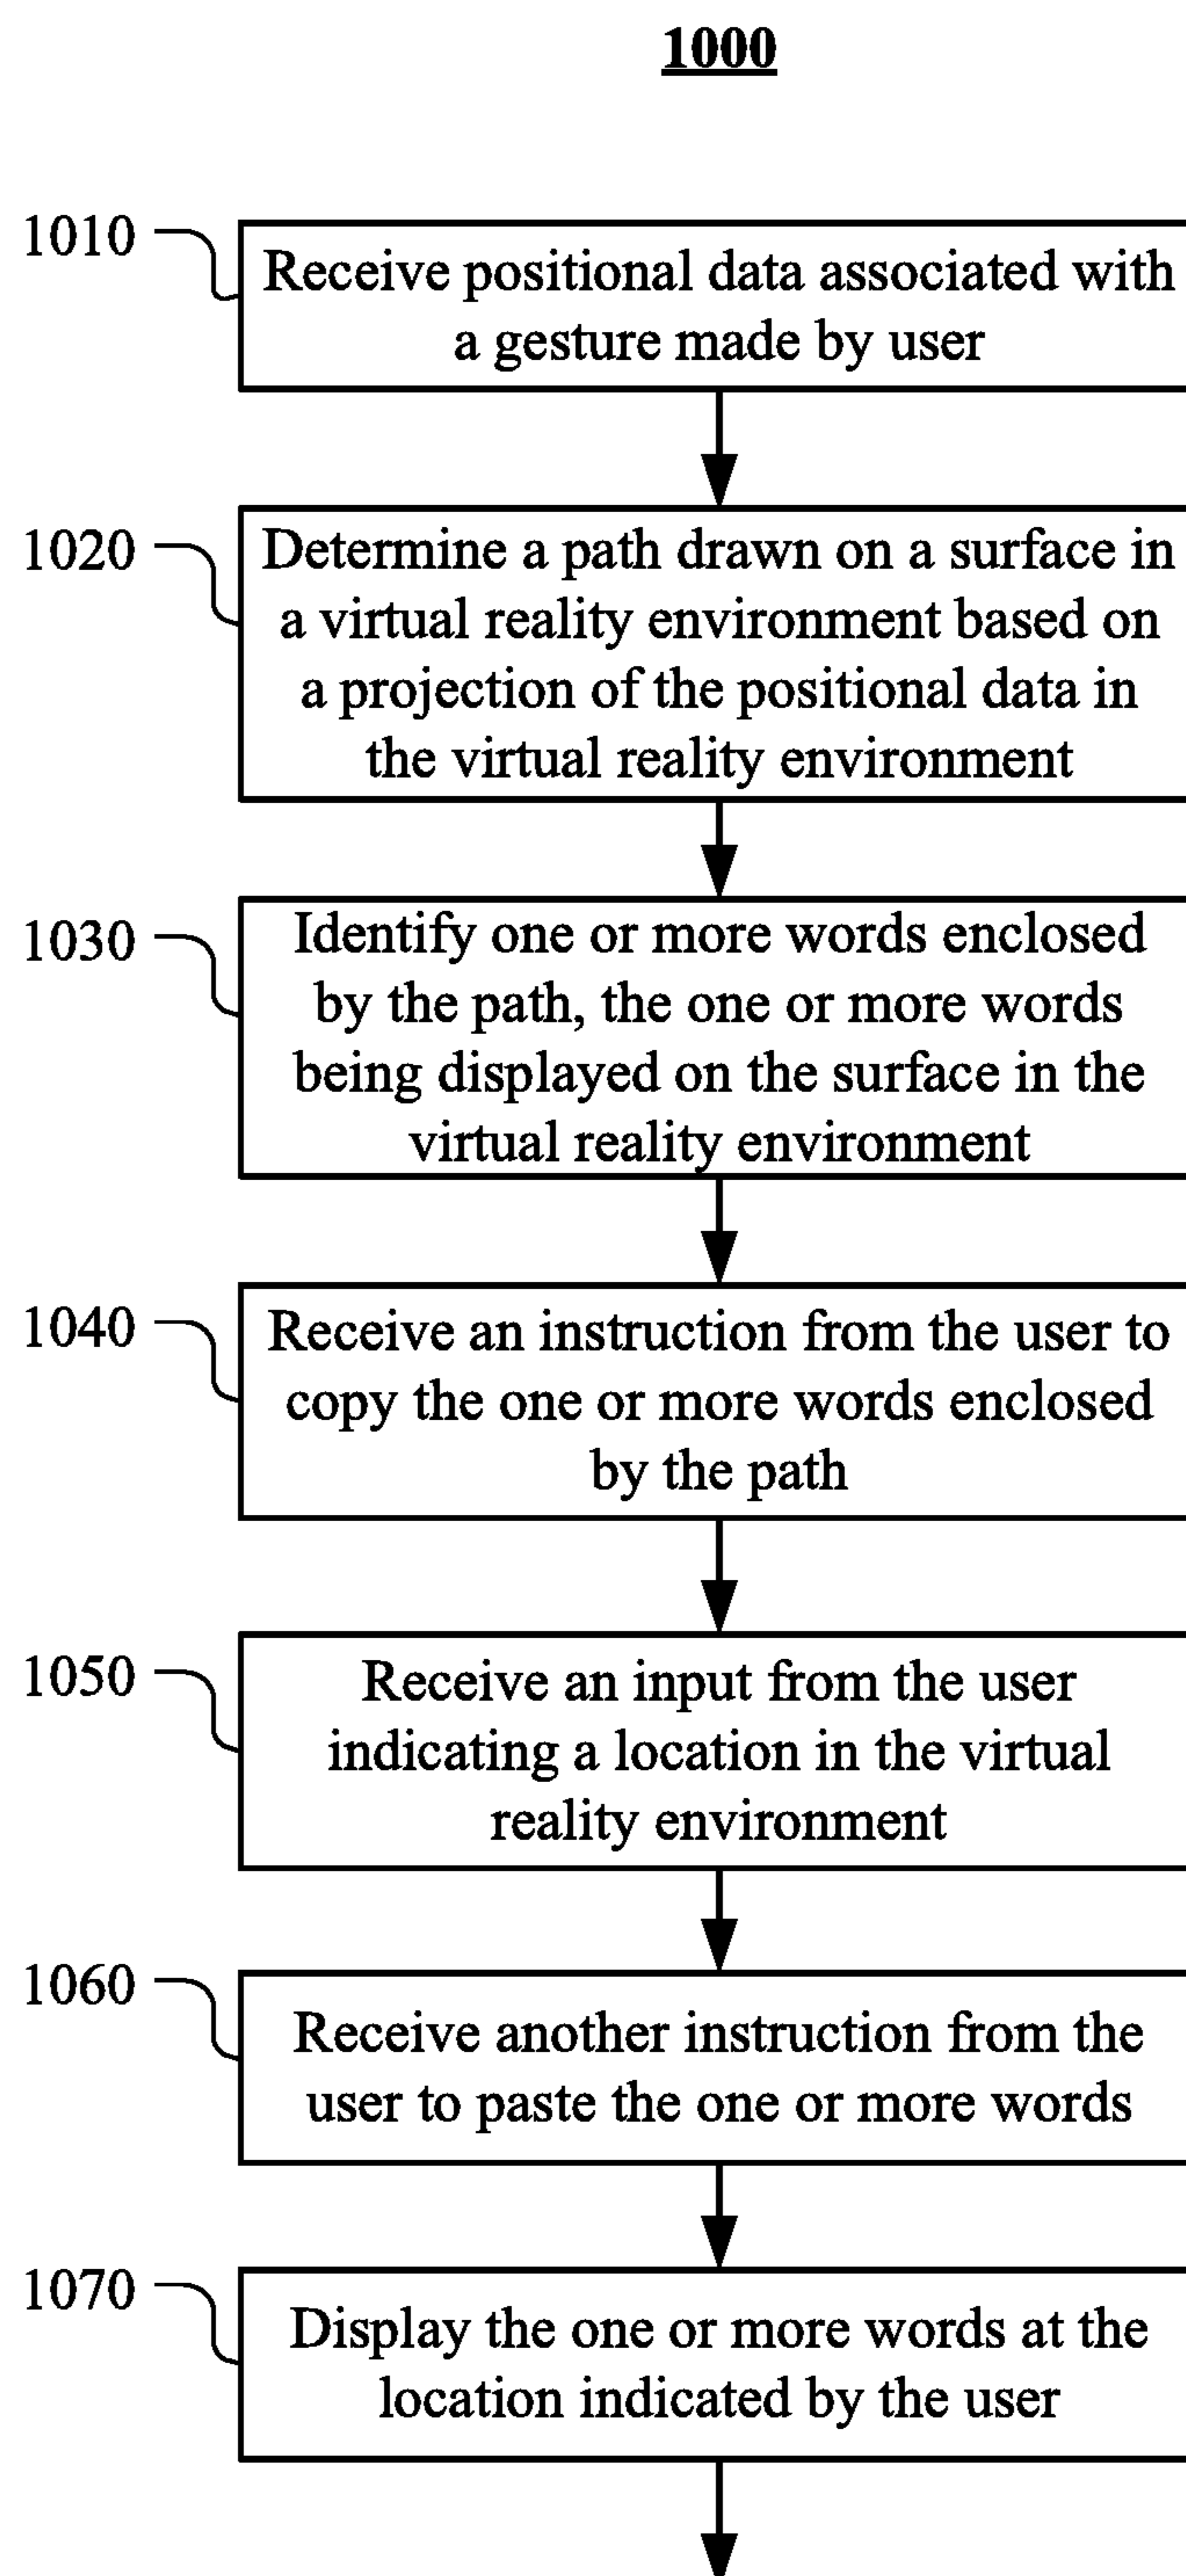 1000
1010
Receive positional data associated with
a gesture made by user
1020
Determine a path drawn on a surface in
a virtual reality environment based on
a projection of the positional data in
the virtual reality environment
1030
Identify one or more words enclosed
by the path, the one or more words
being displayed on the surface in the
virtual reality environment
1040
Receive an instruction from the user to
copy the one or more words enclosed
by the path
1050
Receive an input from the user
indicating a location in the virtual
reality environment
1060
Receive another instruction from the
user to paste the one or more words
1070
Display the one or more words at the
location indicated by the user